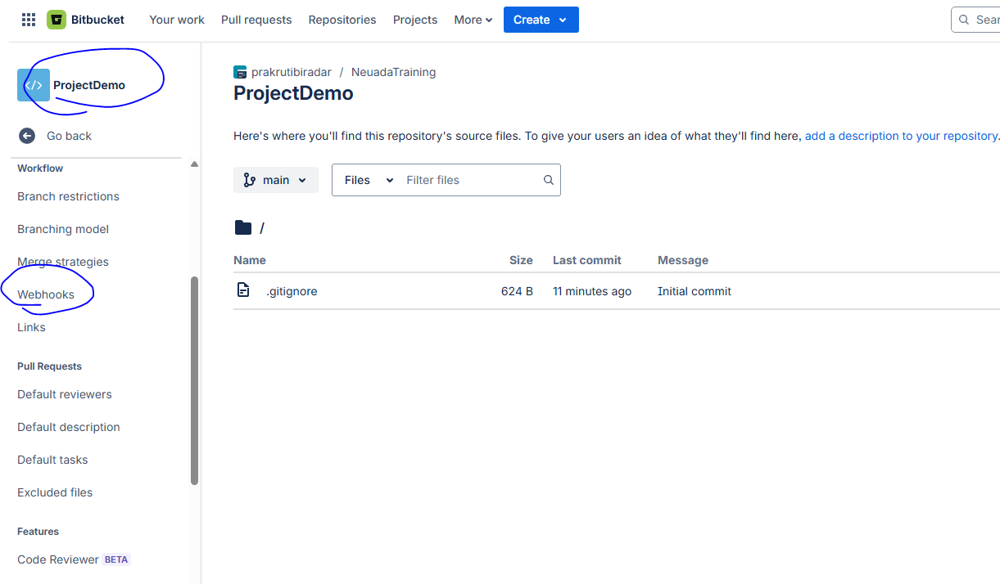 Bitbucket Your work Pull requests Repositories Projects More Create
ProjectDemo
Go back
Workflow
Branch restrictions
Branching model
Merge strategies
Webhooks
Links
Pull Requests
Default reviewers
Default description
Default tasks
Excluded files
Features
Code Reviewer BETA
prakrutibiradar / NeuadaTraining
ProjectDemo
Here's where you'll find this repository's source files. To give your users an idea of what they'll find here, add a description to your repository.
main Files Filter files
/
Name Size Last commit Message
.gitignore 624 B 11 minutes ago Initial commit